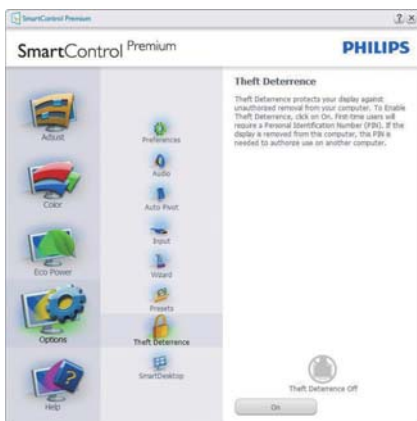 SmartControl Premium
SmartControl Premium
PHILIPS
Adjust
Color
Eco Power
Options
Help
Preferences
Audio
Auto Pivot
Input
Wizard
Presets
Theft Deterrence
SmartDesktop
Theft Deterrence
Theft Deterrence protects your display against
unauthorized removal from your computer. To Enable
Theft Deterrence, click on On. First-time users will
require a Personal Identification Number (PIN). If the
display is removed from the computer, this PIN is
needed to authorize use on another computer.
Theft Deterrence Off
On